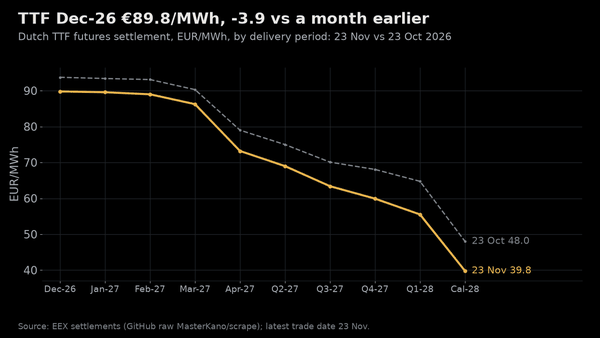 TTF Dec-26 €89.8/MWh, -3.9 vs a month earlier
Dutch TTF futures settlement, EUR/MWh, by delivery period: 23 Nov vs 23 Oct 2026
EUR/MWh
90
80
70
60
50
40
23 Oct 48.0
23 Nov 39.8
Dec-26 Jan-27 Feb-27 Mar-27 Apr-27 Q2-27 Q3-27 Q4-27 Q1-28 Cal-28
Source: EEX settlements (GitHub raw MasterKano/scrape); latest trade date 23 Nov.